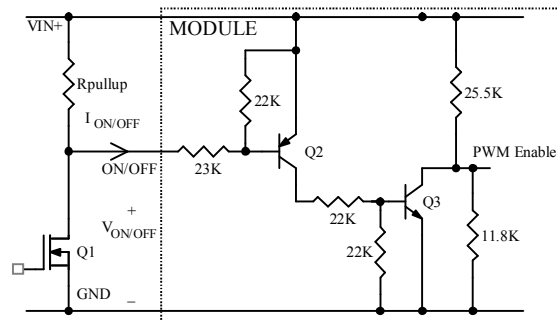 VIN+
MODULE
Rpullup
22K
25.5K
I ON/OFF
Q2
PWM Enable
ON/OFF
23K
Q3
+
22K
V ON/OFF
22K
11.8K
Q1
GND
_